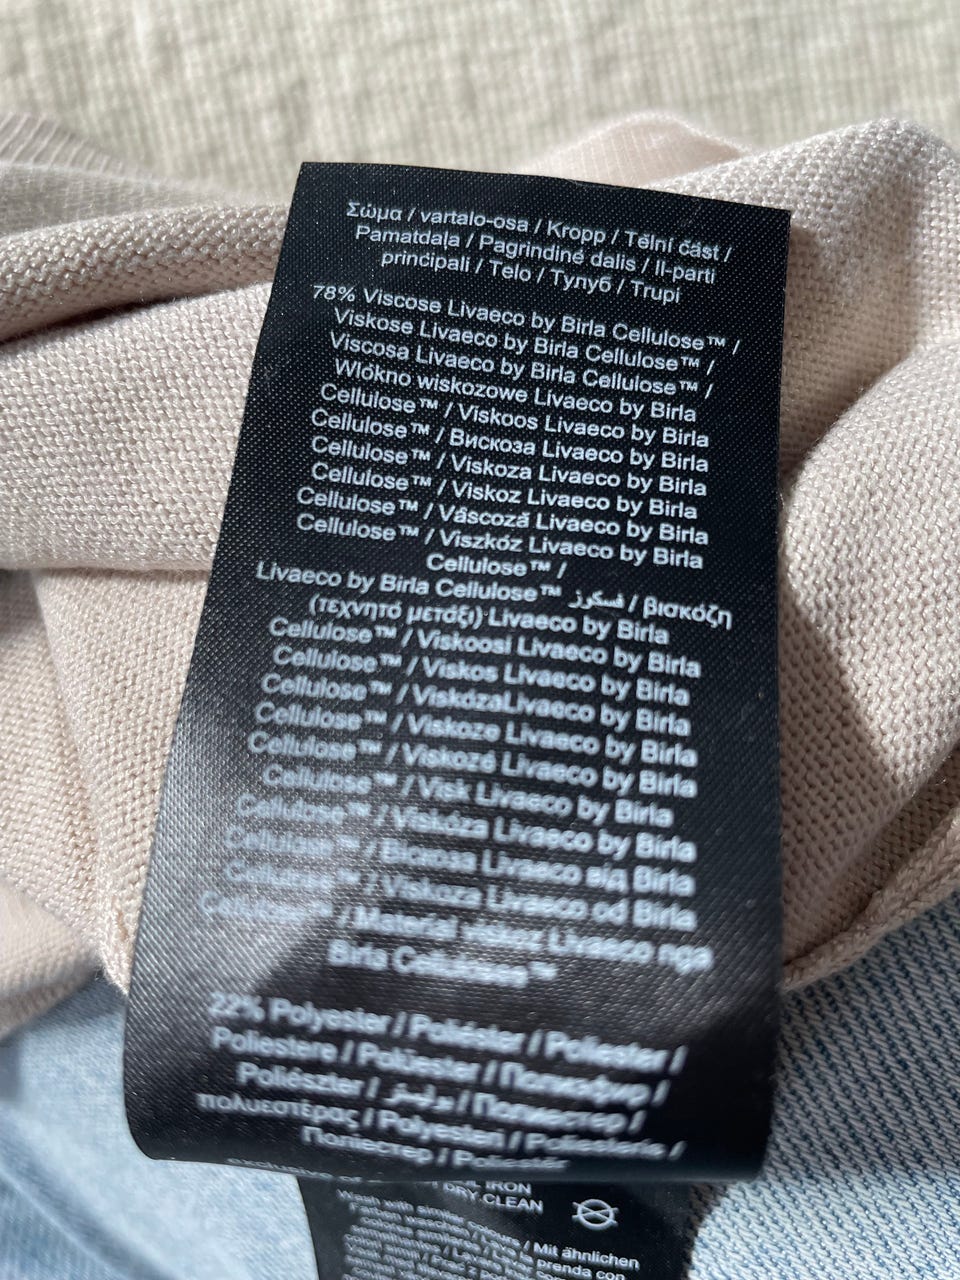 Σώμα / vartalo-osa / Kropp / Tělní část /
Pamatdaļa / Pagrindinė dalis / Il-parti
prinċipali / Telo / Тулуб / Trupi
78% Viscose Livaeco by Birla Cellulose™ /
Viskose Livaeco by Birla Cellulose™ /
Viscosa Livaeco by Birla Cellulose™ /
Wlókno wiskozowe Livaeco by Birla
Cellulose™ / Viskoos Livaeco by Birla
Cellulose™ / Вискоза Livaeco by Birla
Cellulose™ / Viskoza Livaeco by Birla
Cellulose™ / Viskoz Livaeco by Birla
Cellulose™ / Vâscoză Livaeco by Birla
Cellulose™ / Viszkóz Livaeco by Birla
Cellulose™ /
Livaeco by Birla Cellulose™ فسكوز / βισκόζη
(τεχνητό μετάξι)·Livaeco by Birla
Cellulose™ / Viskoosi Livaeco by Birla
Cellulose™ / Viskos Livaeco by Birla
Cellulose™ / ViskózaLivaeco by Birla
Cellulose™ / Viskoze Livaeco by Birla
Cellulose™ / Viskozė Livaeco by Birla
Cellulose™ / Visk Livaeco by Birla
Cellulose™ / Viskóza Livaeco by Birla
Cellulose™ / Віскоза Livaeco від Birla
Cellulose™ / Viskoza Livaeco od Birla
Cellulose™ / Material viskoz Livaeco nga
Birla Cellulose™
22% Polyester / Poliéster / Poliester /
Poliestere / Polüester / Полиэфир /
Poliészter / بوليستر / Полиестер /
πολυεστέρας / Polyesteri / Poliesteris /
Поліестер / Poliestër
IRON
DRY CLEAN
Wash with similar colours / Mit ähnlichen
prenda con